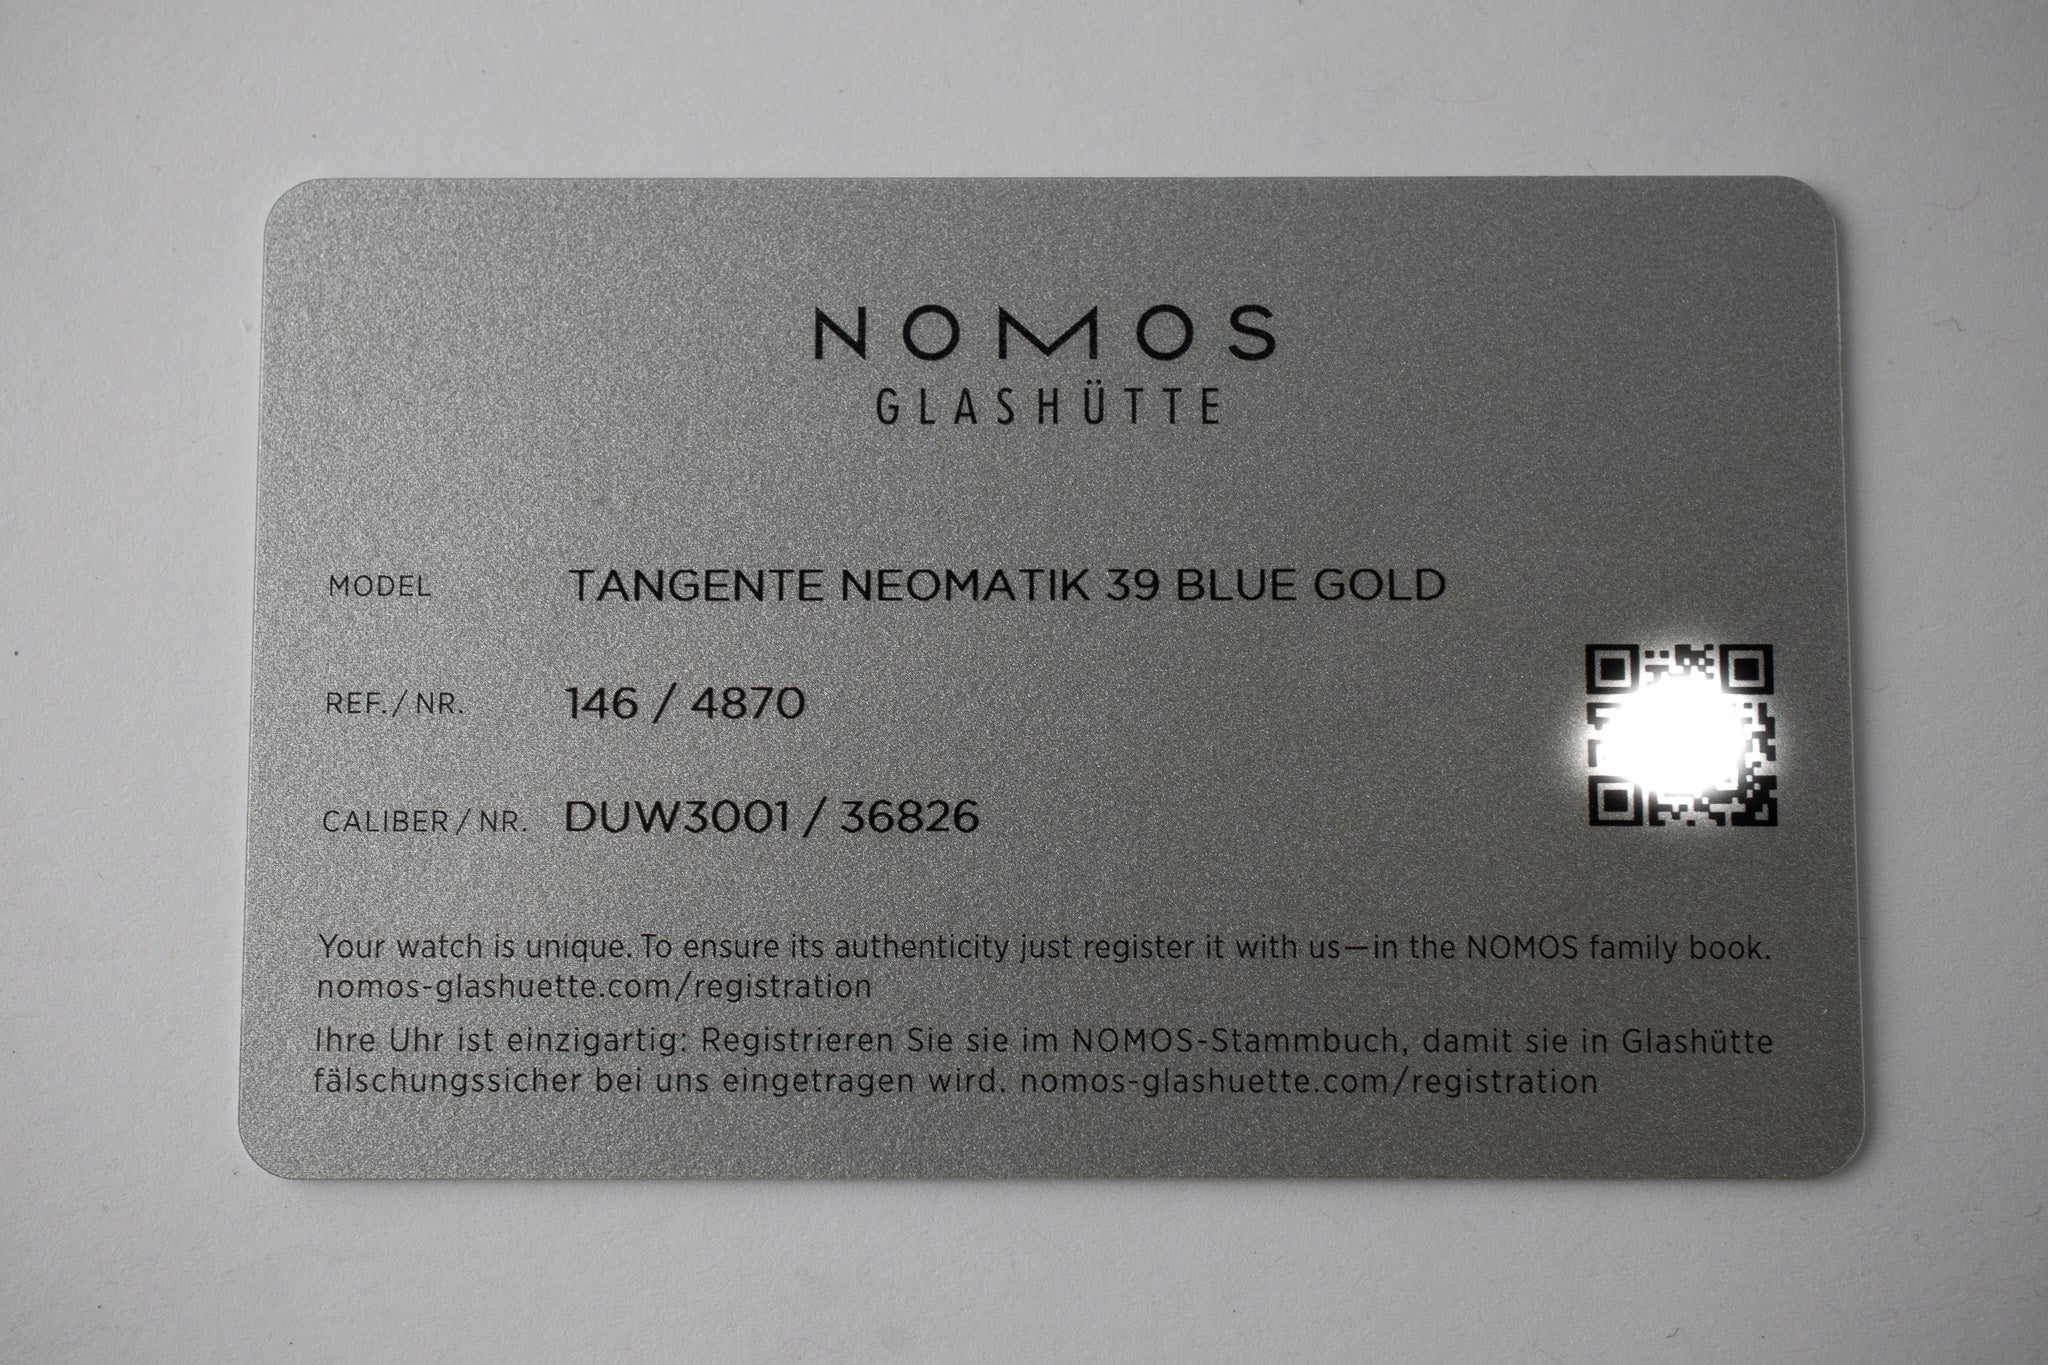 NOMOS
GLASHÜTTE
MODEL TANGENTE NEOMATIK 39 BLUE GOLD
REF./NR. 146 / 4870
CALIBER/NR. DUW3001 / 36826
Your watch is unique. To ensure its authenticity just register it with us—in the NOMOS family book.
nomos-glashuette.com/registration
Ihre Uhr ist einzigartig: Registrieren Sie sie im NOMOS-Stammbuch, damit sie in Glashütte
fälschungssicher bei uns eingetragen wird. nomos-glashuette.com/registration